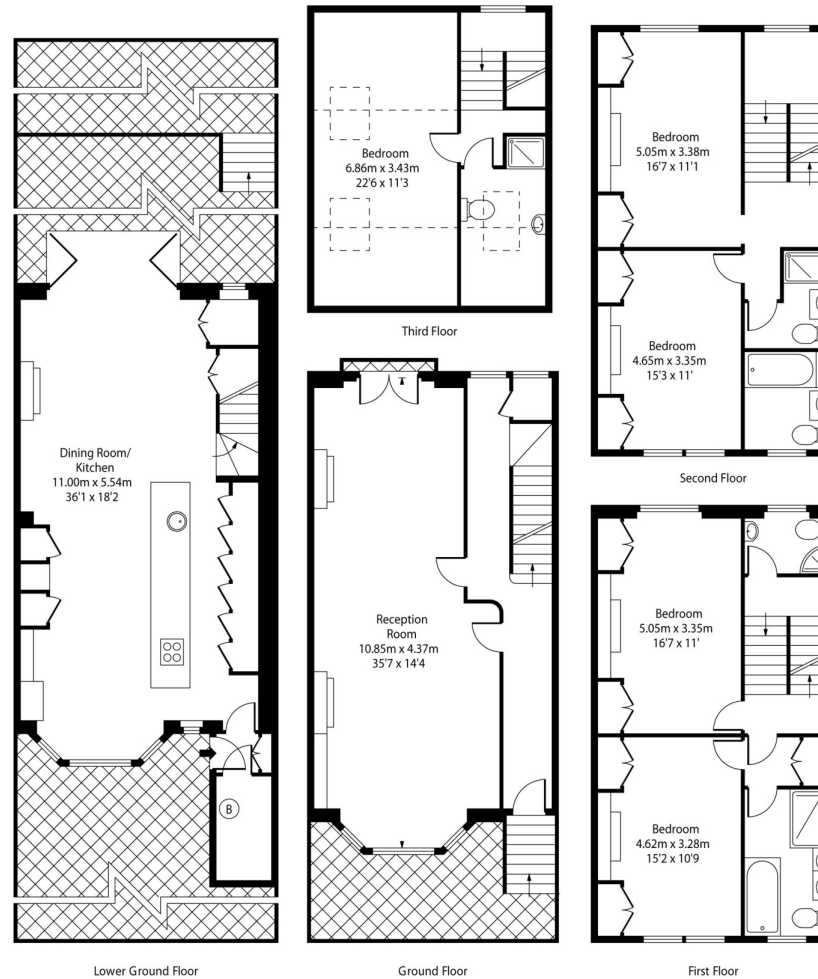 Dining Room/
Kitchen
11.00m x 5.54m
36'1 x 18'2
B
Lower Ground Floor
Bedroom
6.86m x 3.43m
22'6 x 11'3
Third Floor
Reception
Room
10.85m x 4.37m
35'7 x 14'4
Ground Floor
Bedroom
5.05m x 3.38m
16'7 x 11'1
Bedroom
4.65m x 3.35m
15'3 x 11'
Second Floor
Bedroom
5.05m x 3.35m
16'7 x 11'
Bedroom
4.62m x 3.28m
15'2 x 10'9
First Floor